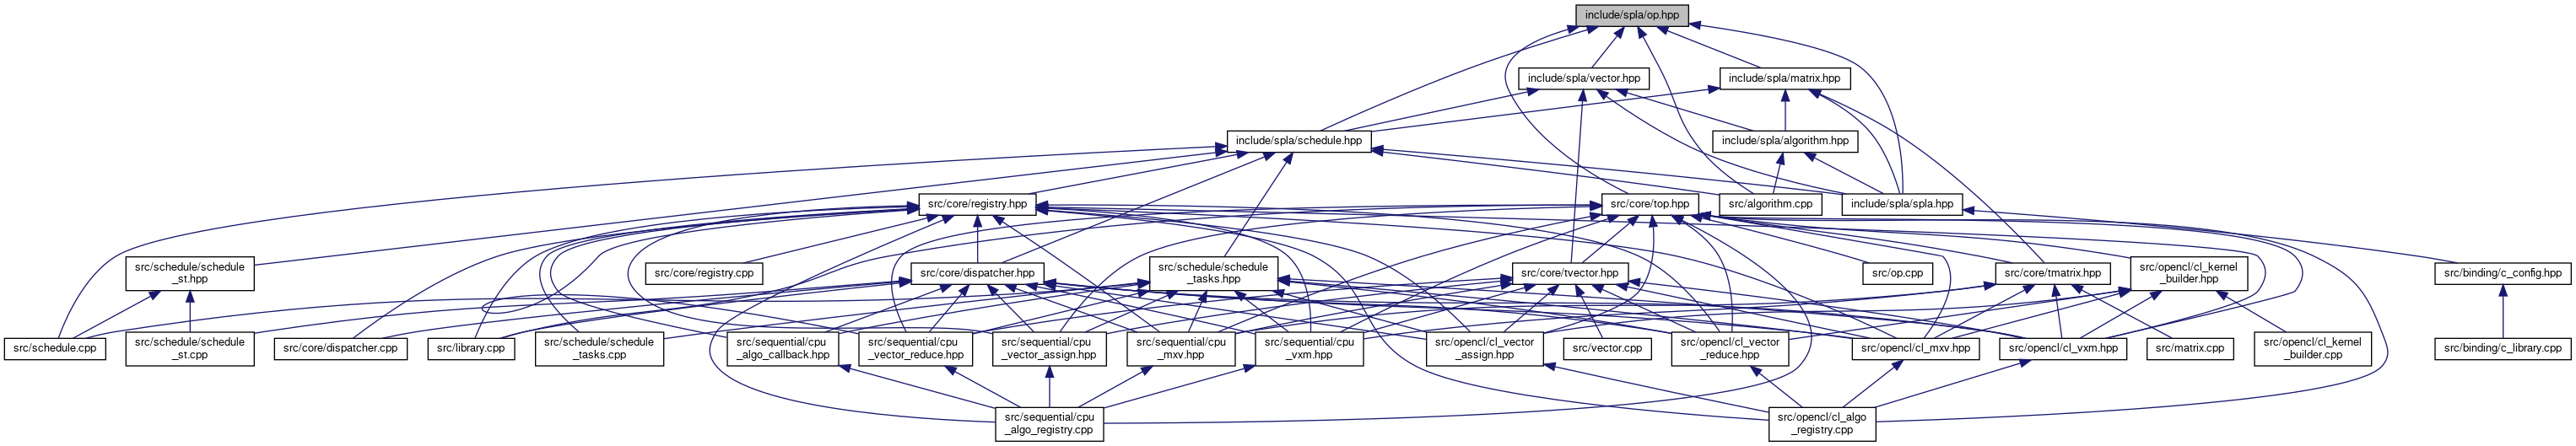 include/spla/op.hpp
include/spla/vector.hpp
include/spla/matrix.hpp
include/spla/schedule.hpp
include/spla/algorithm.hpp
src/core/registry.hpp
src/core/top.hpp
src/algorithm.cpp
include/spla/spla.hpp
src/schedule/schedule
_st.hpp
src/core/registry.cpp
src/core/dispatcher.hpp
src/schedule/schedule
_tasks.hpp
src/core/tvector.hpp
src/op.cpp
src/core/tmatrix.hpp
src/opencl/cl_kernel
_builder.hpp
src/binding/c_config.hpp
src/schedule.cpp
src/schedule/schedule
_st.cpp
src/core/dispatcher.cpp
src/library.cpp
src/schedule/schedule
_tasks.cpp
src/sequential/cpu
_algo_callback.hpp
src/sequential/cpu
_vector_reduce.hpp
src/sequential/cpu
_vector_assign.hpp
src/sequential/cpu
_mxv.hpp
src/sequential/cpu
_vxm.hpp
src/opencl/cl_vector
_assign.hpp
src/vector.cpp
src/opencl/cl_vector
_reduce.hpp
src/opencl/cl_mxv.hpp
src/opencl/cl_vxm.hpp
src/matrix.cpp
src/opencl/cl_kernel
_builder.cpp
src/binding/c_library.cpp
src/sequential/cpu
_algo_registry.cpp
src/opencl/cl_algo
_registry.cpp